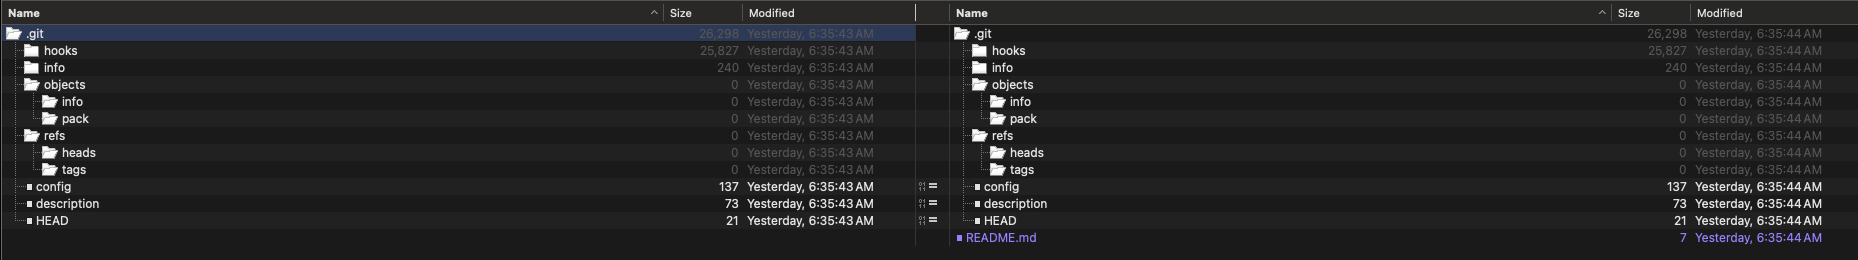 Name Size Modified Name Size Modified
.git 26,298 Yesterday, 6:35:43 AM .git 26,298 Yesterday, 6:35:44 AM
hooks 25,827 Yesterday, 6:35:43 AM hooks 25,827 Yesterday, 6:35:44 AM
info 240 Yesterday, 6:35:43 AM info 240 Yesterday, 6:35:44 AM
objects 0 Yesterday, 6:35:43 AM objects 0 Yesterday, 6:35:44 AM
info 0 Yesterday, 6:35:43 AM info 0 Yesterday, 6:35:44 AM
pack 0 Yesterday, 6:35:43 AM pack 0 Yesterday, 6:35:44 AM
refs 0 Yesterday, 6:35:43 AM refs 0 Yesterday, 6:35:44 AM
heads 0 Yesterday, 6:35:43 AM heads 0 Yesterday, 6:35:44 AM
tags 0 Yesterday, 6:35:43 AM tags 0 Yesterday, 6:35:44 AM
config 137 Yesterday, 6:35:43 AM = config 137 Yesterday, 6:35:44 AM
description 73 Yesterday, 6:35:43 AM = description 73 Yesterday, 6:35:44 AM
HEAD 21 Yesterday, 6:35:43 AM = HEAD 21 Yesterday, 6:35:44 AM
README.md 7 Yesterday, 6:35:44 AM